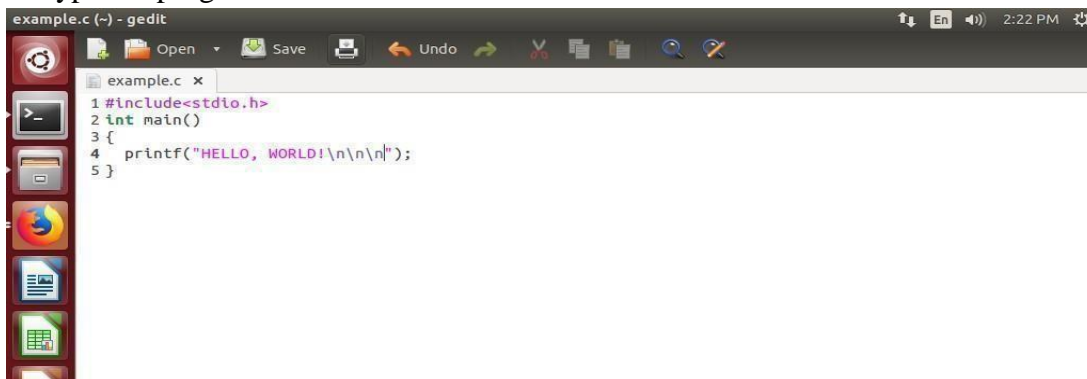 example.c (~) - gedit En 2:22 PM
Open Save Undo
example.c ×
1 #include<stdio.h>
2 int main()
3 {
4 printf("HELLO, WORLD!\n\n\n");
5 }